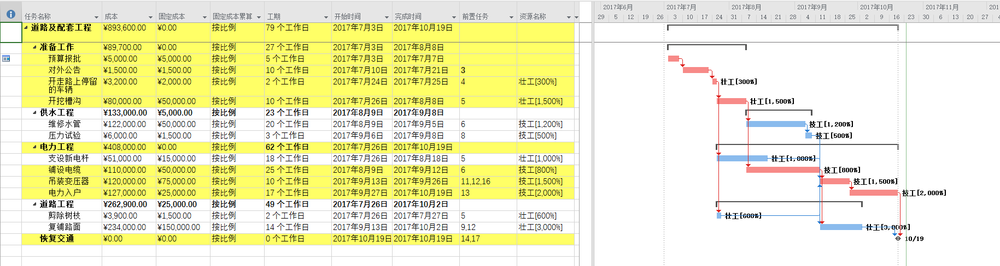 任务名称 成本 固定成本 固定成本累算 工期 开始时间 完成时间 前置任务 资源名称
2017年6月 2017年7月 2017年8月 2017年9月 2017年10月 2017年11月 201
29 5 12 19 26 3 10 17 24 31 7 14 21 28 4 11 18 25 2 9 16 23 30 6 13 20 27 4
道路及配套工程 ¥893,600.00 ¥0.00 按比例 79 个工作日 2017年7月3日 2017年10月19日
准备工作 ¥89,700.00 ¥0.00 按比例 27 个工作日 2017年7月3日 2017年8月8日
预算报批 ¥5,000.00 ¥5,000.00 按比例 5 个工作日 2017年7月3日 2017年7月7日
对外公告 ¥1,500.00 ¥1,500.00 按比例 10 个工作日 2017年7月10日 2017年7月21日 3
开走路上停留 ¥3,200.00 ¥2,000.00 按比例 2 个工作日 2017年7月24日 2017年7月25日 4 壮工[300%] 壮工[300%]
的车辆
开挖槽沟 ¥80,000.00 ¥50,000.00 按比例 10 个工作日 2017年7月26日 2017年8月8日 5 壮工[1,500%] 壮工[1,500%]
供水工程 ¥133,000.00 ¥5,000.00 按比例 23 个工作日 2017年8月9日 2017年9月8日
维修水管 ¥122,000.00 ¥50,000.00 按比例 20 个工作日 2017年8月9日 2017年9月5日 6 技工[1,200%] 技工[1,200%]
压力试验 ¥6,000.00 ¥1,500.00 按比例 3 个工作日 2017年9月6日 2017年9月8日 8 技工[500%] 技工[500%]
电力工程 ¥408,000.00 ¥0.00 按比例 62 个工作日 2017年7月26日 2017年10月19日
支设新电杆 ¥51,000.00 ¥15,000.00 按比例 18 个工作日 2017年7月26日 2017年8月18日 5 壮工[1,000%] 壮工[1,000%]
铺设电缆 ¥110,000.00 ¥50,000.00 按比例 25 个工作日 2017年8月9日 2017年9月12日 6 技工[800%] 技工[800%]
吊装变压器 ¥120,000.00 ¥75,000.00 按比例 10 个工作日 2017年9月13日 2017年9月26日 11,12,16 技工[1,500%] 技工[1,500%]
电力入户 ¥127,000.00 ¥25,000.00 按比例 17 个工作日 2017年9月27日 2017年10月19日 13 技工[2,000%] 技工[2,000%]
道路工程 ¥262,900.00 ¥25,000.00 按比例 49 个工作日 2017年7月26日 2017年10月2日
剪除树枝 ¥3,900.00 ¥1,500.00 按比例 2 个工作日 2017年7月26日 2017年7月27日 5 壮工[600%] 壮工[600%]
复铺路面 ¥234,000.00 ¥150,000.00 按比例 14 个工作日 2017年9月13日 2017年10月2日 9,12 壮工[3,000%] 壮工[3,000%]
恢复交通 ¥0.00 ¥0.00 按比例 0 个工作日 2017年10月19日 2017年10月19日 14,17 10/19